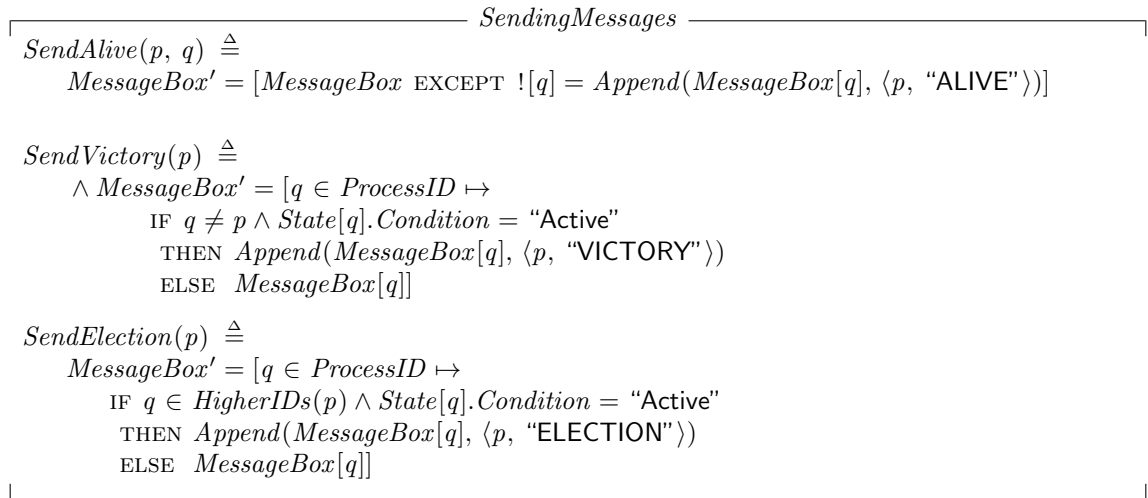 SendingMessages
SendAlive(p, q) ≜
MessageBox′ = [MessageBox EXCEPT ![q] = Append(MessageBox[q], ⟨p, “ALIVE”⟩)]
SendVictory(p) ≜
∧ MessageBox′ = [q ∈ ProcessID ↦
IF q ≠ p ∧ State[q].Condition = “Active”
THEN Append(MessageBox[q], ⟨p, “VICTORY”⟩)
ELSE MessageBox[q]]
SendElection(p) ≜
MessageBox′ = [q ∈ ProcessID ↦
IF q ∈ HigherIDs(p) ∧ State[q].Condition = “Active”
THEN Append(MessageBox[q], ⟨p, “ELECTION”⟩)
ELSE MessageBox[q]]